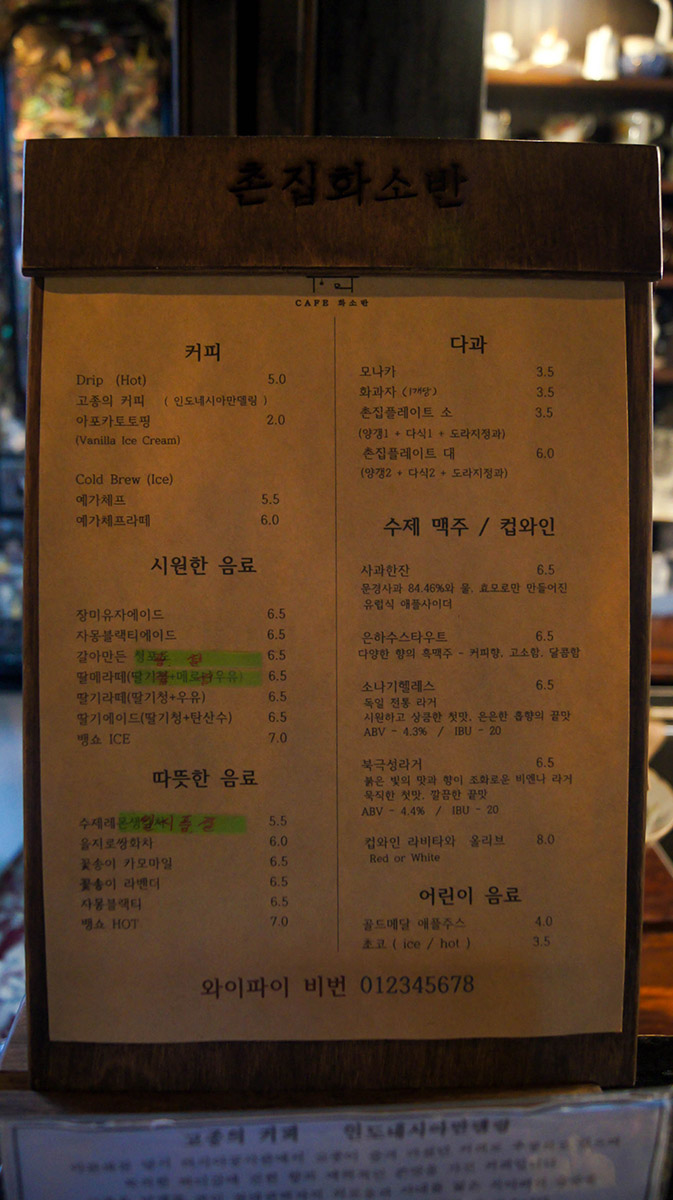 촌집화소반
CAFE 화소반
커피
Drip (Hot) 5.0
고종의 커피 ( 인도네시아만델링 )
아포카토토핑 2.0
(Vanilla Ice Cream)
Cold Brew (Ice)
예가체프 5.5
예가체프라떼 6.0
시원한 음료
장미유자에이드 6.5
자몽블랙티에이드 6.5
갈아만든 6.5
딸메라떼(딸기청+메로나+우유) 6.5
딸기라떼(딸기청+우유) 6.5
딸기에이드(딸기청+탄산수) 6.5
뱅쇼 ICE 7.0
따뜻한 음료
수제레몬생강차 일시품절 5.5
을지로쌍화차 6.0
꽃송이 카모마일 6.5
꽃송이 라벤더 6.5
자몽블랙티 6.5
뱅쇼 HOT 7.0
다과
모나카 3.5
화과자 (1개당) 3.5
촌집플레이트 소 3.5
(양갱1 + 다식1 + 도라지정과)
촌집플레이트 대 6.0
(양갱2 + 다식2 + 도라지정과)
수제 맥주 / 컵와인
사과한잔 6.5
문경사과 84.46%와 물, 효모로만 만들어진
유럽식 애플사이더
은하수스타우트 6.5
다양한 향의 흑맥주 - 커피향, 고소함, 달콤함
소나기헬레스 6.5
독일 전통 라거
시원하고 상큼한 첫맛, 은은한 홉향의 끝맛
ABV - 4.3% / IBU - 20
북극성라거 6.5
붉은 빛의 맛과 향이 조화로운 비엔나 라거
묵직한 첫맛, 깔끔한 끝맛
ABV - 4.4% / IBU - 20
컵와인 라비타와 올리브 8.0
Red or White
어린이 음료
골드메달 애플주스 4.0
초코 ( ice / hot ) 3.5
와이파이 비번 012345678
고종의 커피 인도네시아만델링